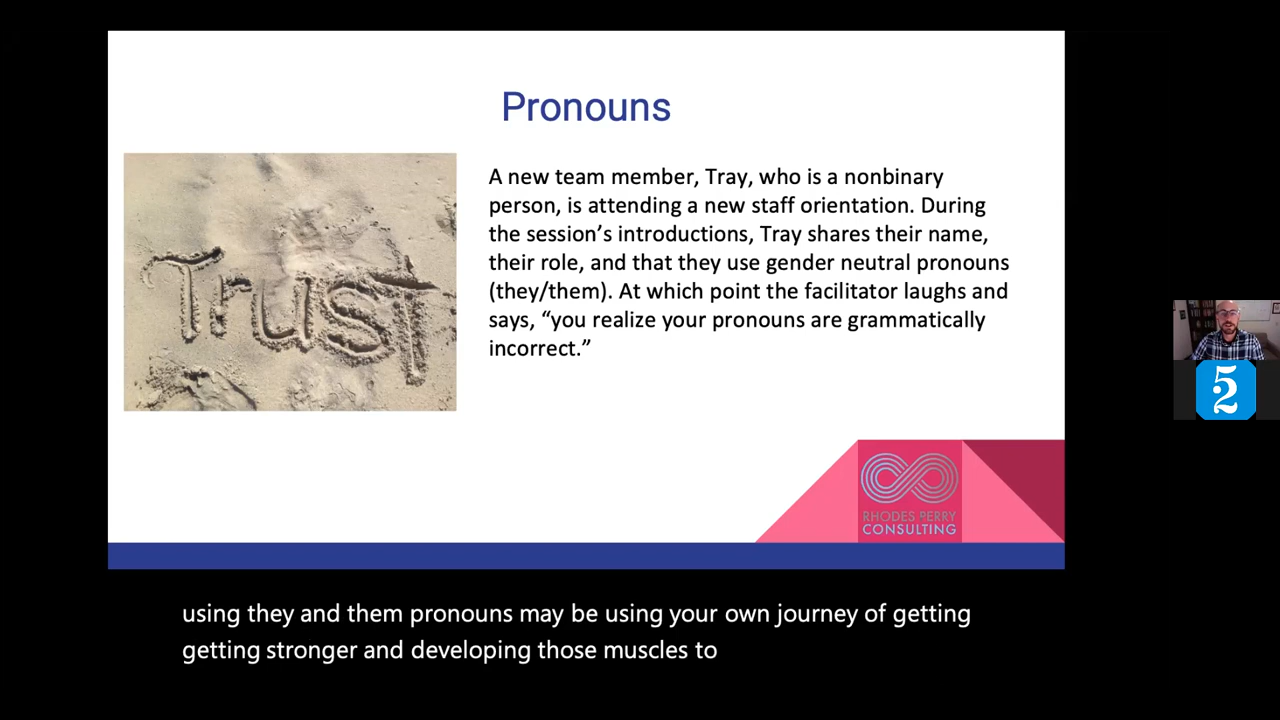 Pronouns
Trust
A new team member, Tray, who is a nonbinary
person, is attending a new staff orientation. During
the session’s introductions, Tray shares their name,
their role, and that they use gender neutral pronouns
(they/them). At which point the facilitator laughs and
says, “you realize your pronouns are grammatically
incorrect.”
5
2
RHODES PERRY
CONSULTING
using they and them pronouns may be using your own journey of getting
getting stronger and developing those muscles to